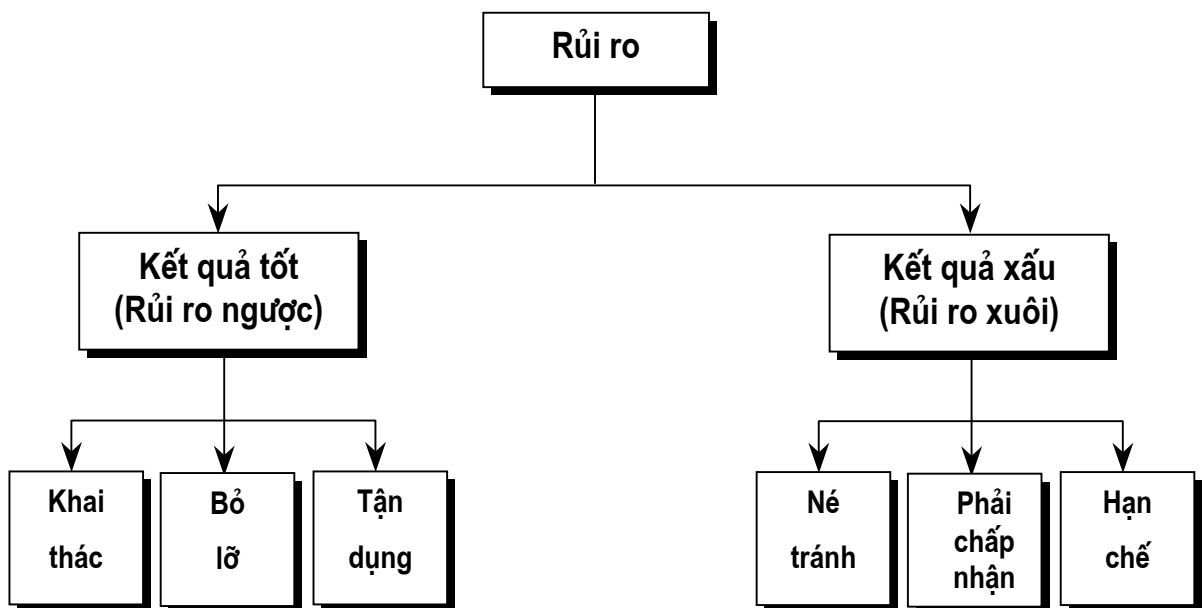 Rủi ro
Kết quả tốt
(Rủi ro ngược)
Kết quả xấu
(Rủi ro xuôi)
Khai
thác
Bỏ
lỡ
Tận
dụng
Né
tránh
Phải
chấp
nhận
Hạn
chế